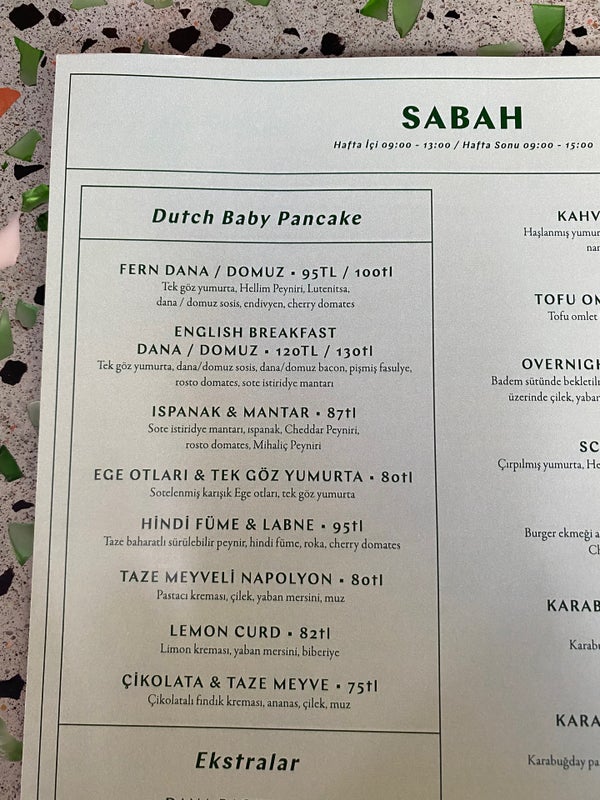 SABAH
Hafta İçi 09:00 - 13:00 / Hafta Sonu 09:00 - 15:00
Dutch Baby Pancake
FERN DANA / DOMUZ • 95TL / 100tl
Tek göz yumurta, Hellim Peyniri, Lutenitsa,
dana / domuz sosis, endivyen, cherry domates
ENGLISH BREAKFAST
DANA / DOMUZ • 120TL / 130tl
Tek göz yumurta, dana/domuz sosis, dana/domuz bacon, pişmiş fasulye,
rosto domates, sote istiridye mantarı
ISPANAK & MANTAR • 87tl
Sote istiridye mantarı, ıspanak, Cheddar Peyniri,
rosto domates, Mihaliç Peyniri
EGE OTLARI & TEK GÖZ YUMURTA • 80tl
Sotelenmiş karışık Ege otları, tek göz yumurta
HİNDİ FÜME & LABNE • 95tl
Taze baharatlı sürülebilir peynir, hindi füme, roka, cherry domates
TAZE MEYVELİ NAPOLYON • 80tl
Pastacı kreması, çilek, yaban mersini, muz
LEMON CURD • 82tl
Limon kreması, yaban mersini, biberiye
ÇİKOLATA & TAZE MEYVE • 75tl
Çikolatalı fındık kreması, ananas, çilek, muz
Ekstralar
KAHV
Haşlanmış yumur
nar
TOFU OM
Tofu omlet
OVERNIGH
Badem sütünde bekletil
üzerinde çilek, yaban
SC
Çırpılmış yumurta, He
Burger ekmeği a
Ch
KARAB
Karabu
KARA
Karabuğday pa